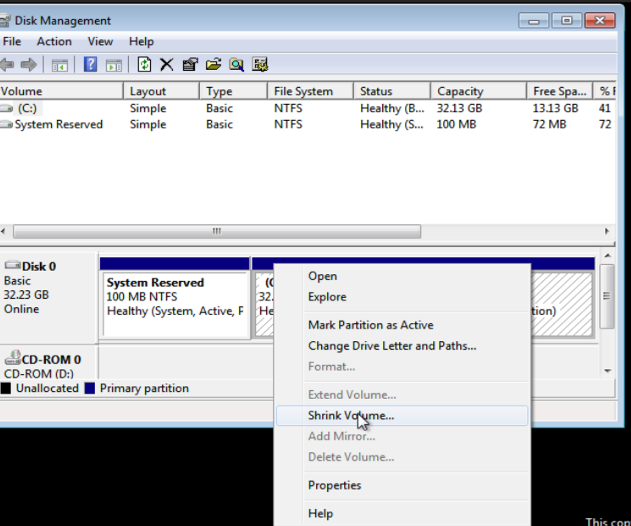 Disk Management
File Action View Help
Volume Layout Type File System Status Capacity Free Spa... %
(C:) Simple Basic NTFS Healthy (B... 32.13 GB 13.13 GB 41
System Reserved Simple Basic NTFS Healthy (S... 100 MB 72 MB 72
Disk 0
Basic
32.23 GB
Online
System Reserved
100 MB NTFS
Healthy (System, Active, P
(C
32.
He
tion)
CD-ROM 0
CD-ROM (D:)
Unallocated Primary partition
Open
Explore
Mark Partition as Active
Change Drive Letter and Paths...
Format...
Extend Volume...
Shrink Volume...
Add Mirror...
Delete Volume...
Properties
Help
This cop